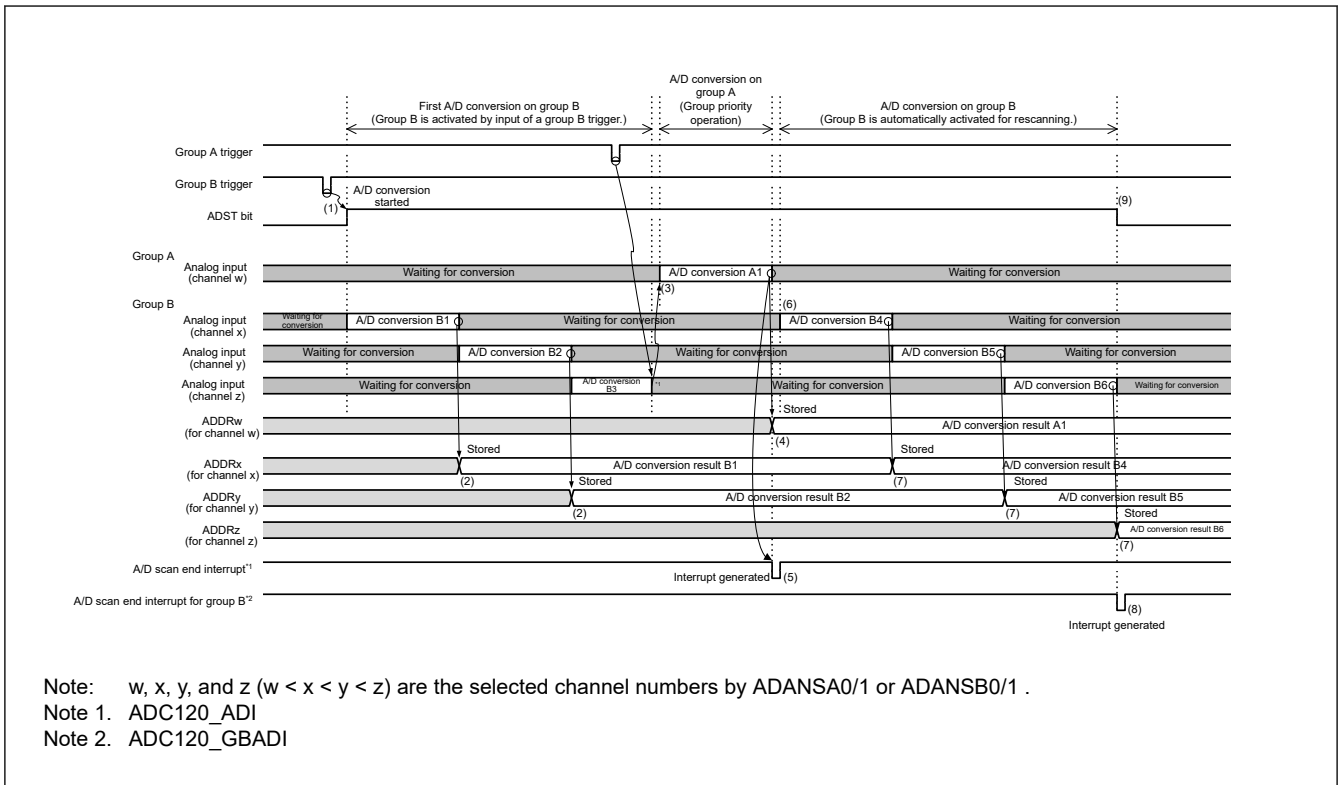 A/D conversion on
group A
(Group priority
operation)
First A/D conversion on group B
(Group B is activated by input of a group B trigger.)
A/D conversion on group B
(Group B is automatically activated for rescanning.)
Group A trigger
Group B trigger
A/D conversion
started
(1)
(9)
ADST bit
Group A
Analog input
(channel w)
Waiting for conversion
A/D conversion A1
Waiting for conversion
(3)
Group B
(6)
Analog input
(channel x)
Waiting for
conversion
A/D conversion B1
Waiting for conversion
A/D conversion B4
Waiting for conversion
Analog input
(channel y)
Waiting for conversion
A/D conversion B2
Waiting for conversion
A/D conversion B5
Waiting for conversion
Analog input
(channel z)
Waiting for conversion
A/D conversion
B3
*1
Waiting for conversion
A/D conversion B6
Waiting for conversion
Stored
ADDRw
(for channel w)
A/D conversion result A1
(4)
Stored
Stored
ADDRx
(for channel x)
A/D conversion result B1
A/D conversion result B4
(2)
Stored
(7)
Stored
ADDRy
(for channel y)
A/D conversion result B2
A/D conversion result B5
(2)
(7)
Stored
ADDRz
(for channel z)
A/D conversion result B6
(7)
A/D scan end interrupt*1
Interrupt generated
(5)
A/D scan end interrupt for group B*2
(8)
Interrupt generated
Note: w, x, y, and z (w < x < y < z) are the selected channel numbers by ADANSA0/1 or ADANSB0/1 .
Note 1. ADC120_ADI
Note 2. ADC120_GBADI